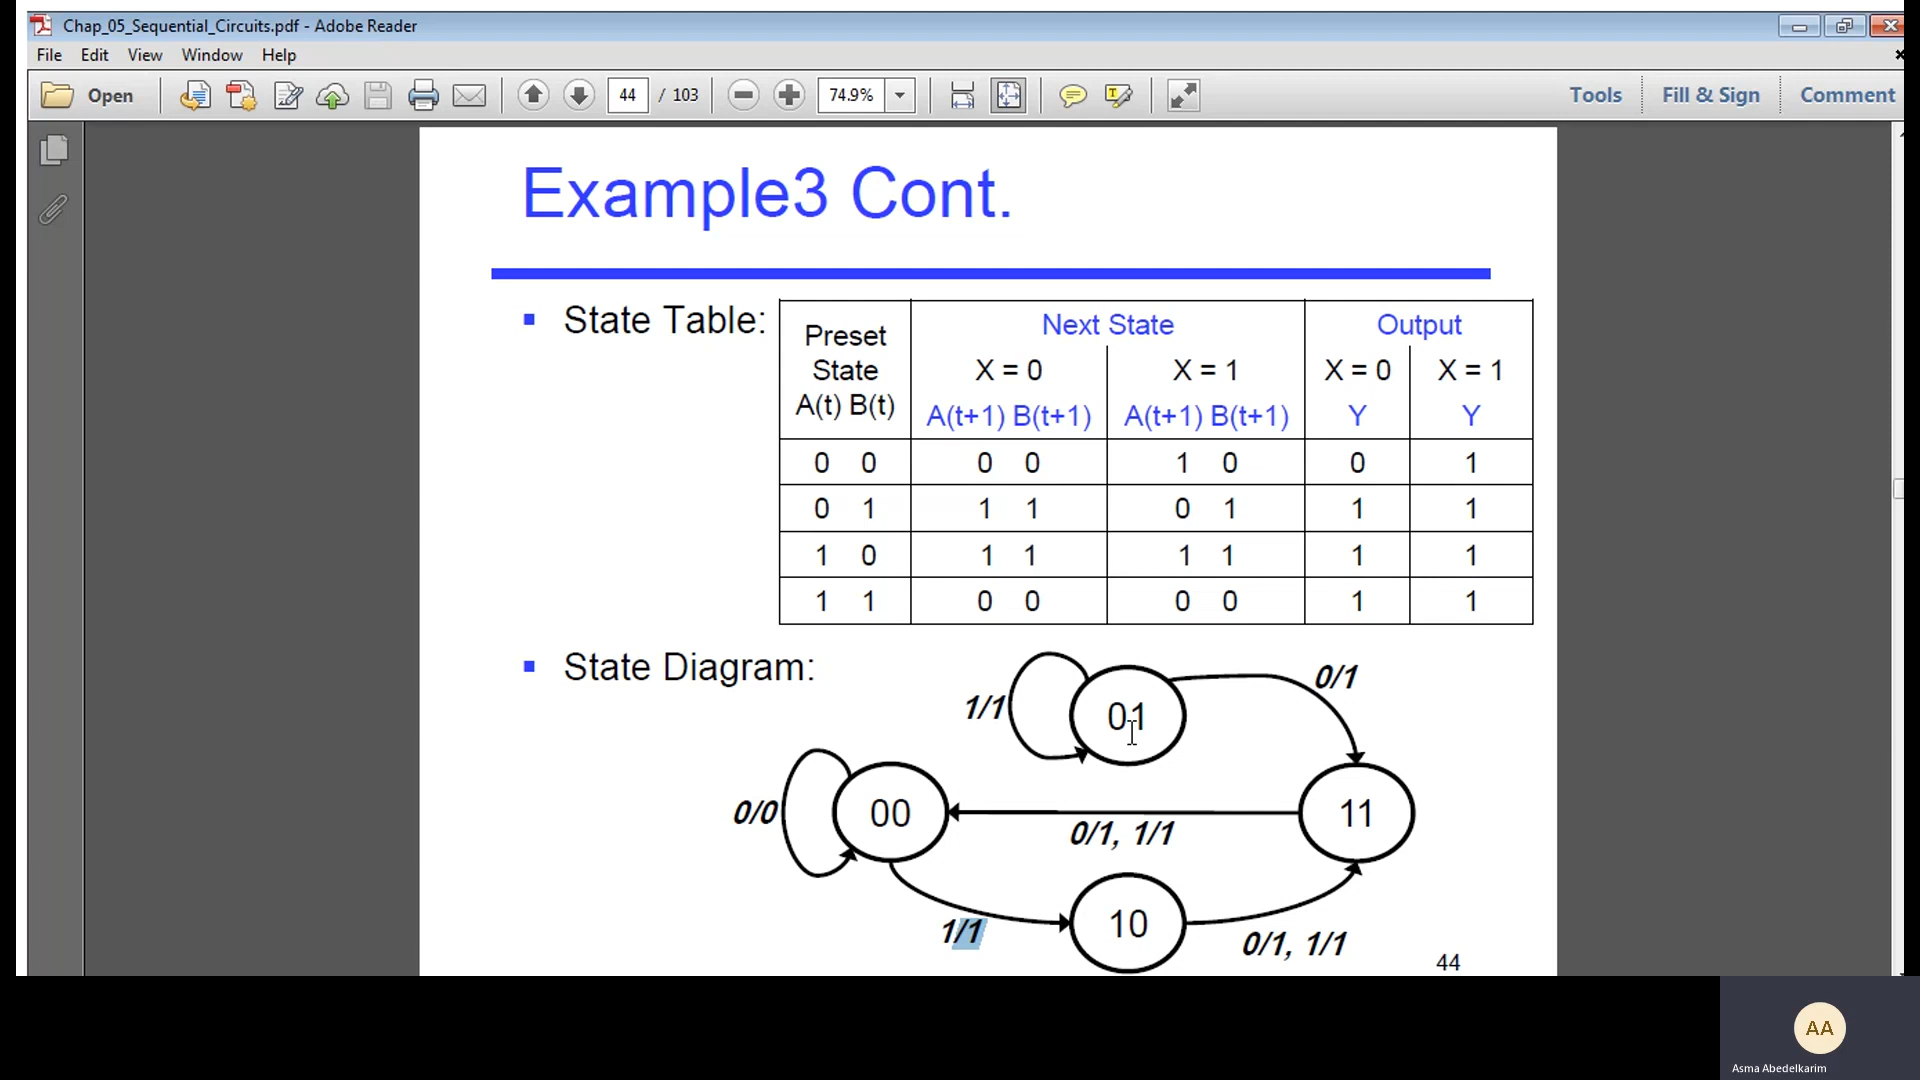 Chap_05_Sequential_Circuits.pdf - Adobe Reader
File Edit View Window Help
Open 44 / 103 74.9% Tools Fill & Sign Comment
Example3 Cont.
▪ State Table:
Preset State A(t) B(t) Next State Output
X = 0 X = 1 X = 0 X = 1
A(t+1) B(t+1) A(t+1) B(t+1) Y Y
0 0 0 0 1 0 0 1
0 1 1 1 0 1 1 1
1 0 1 1 1 1 1 1
1 1 0 0 0 0 1 1
▪ State Diagram:
0/1
1/1
01
0/0
00
11
0/1, 1/1
1/1
10
0/1, 1/1
44
AA
Asma Abedelkarim